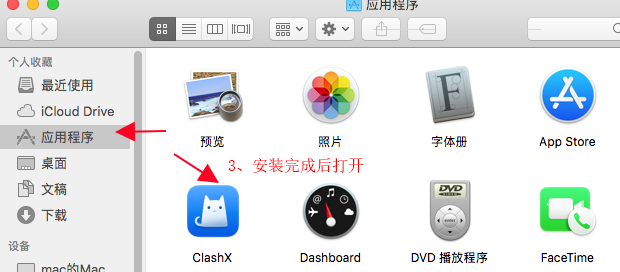 应用程序
个人收藏
最近使用
iCloud Drive
应用程序
桌面
文稿
下载
设备
mac的Mac
预览
照片
字体册
App Store
3、安装完成后打开
ClashX
Dashboard
DVD 播放程序
FaceTime